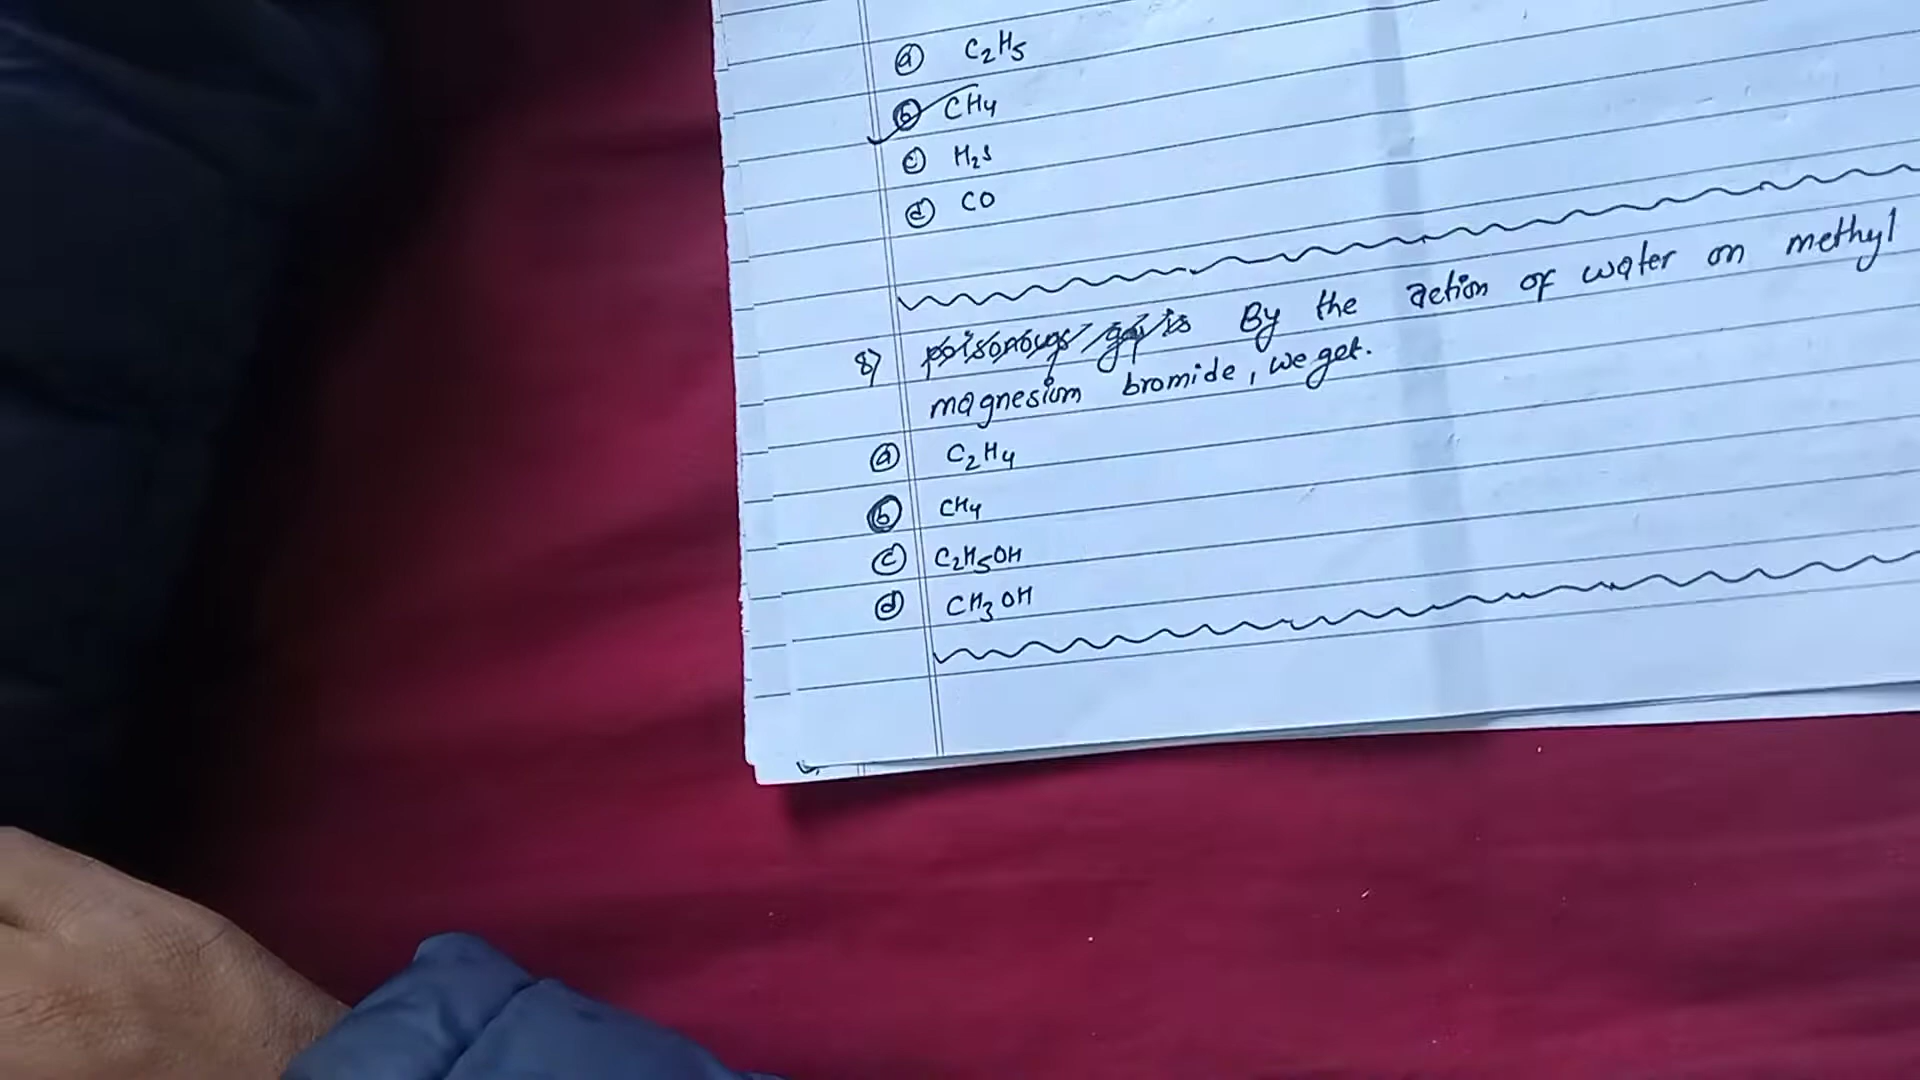 (a) C2H5
(b) CH4
(c) H2S
(d) CO
8) poisonous gas is By the action of water on methyl
magnesium bromide, we get.
(a) C2H4
(b) CH4
(c) C2H5OH
(d) CH3OH